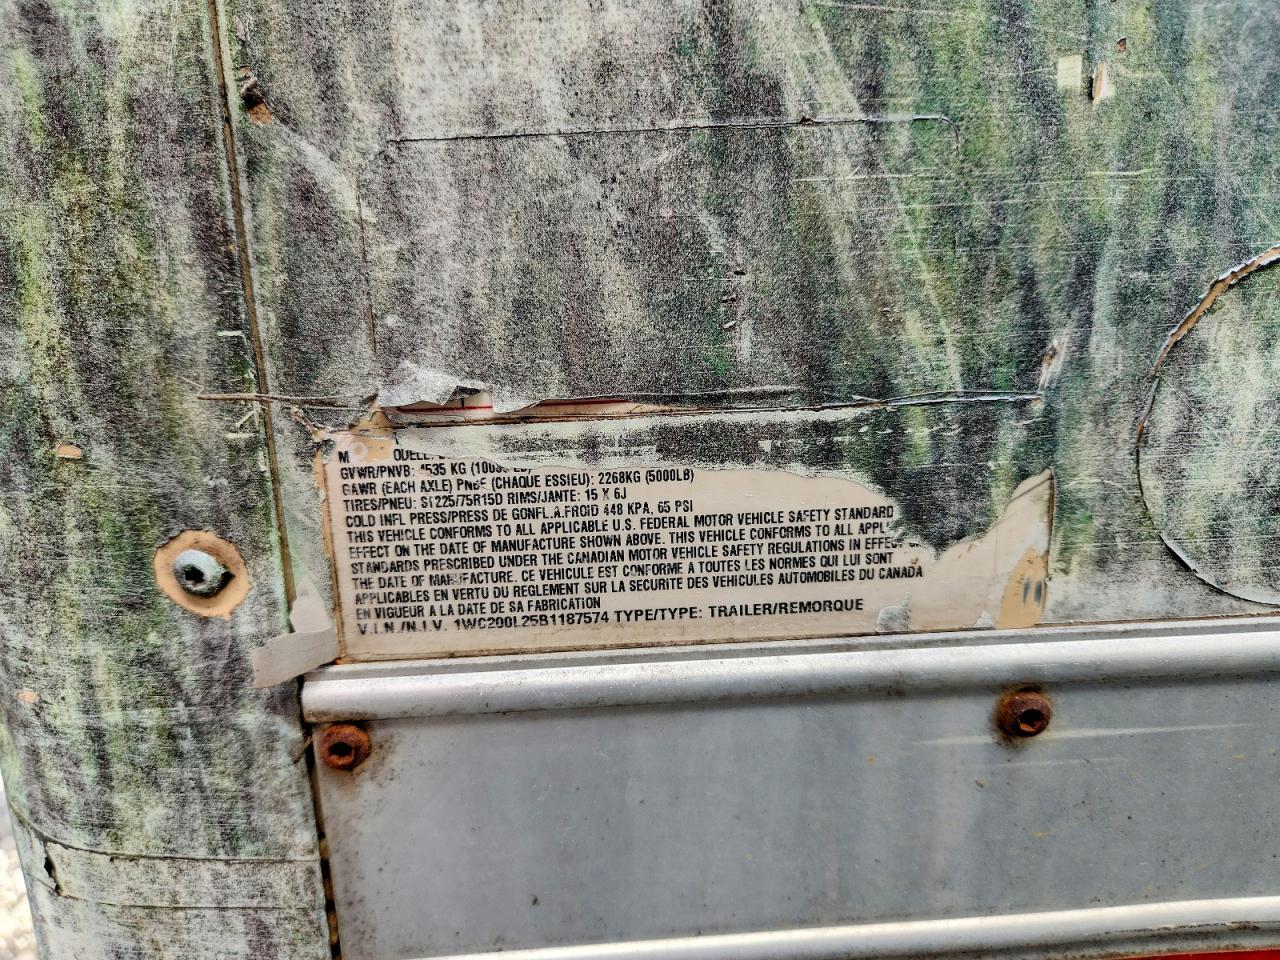 GVWR/PNVB: 4535 KG
GAWR (EACH AXLE) (CHAQUE ESSIEU): 2268KG (5000LB)
TIRES/PNEU: ST225/75R15D RIMS/JANTE: 15 X 6J
COLD INFL PRESS/PRESS DE GONFL.A.FROID 448 KPA, 65 PSI
THIS VEHICLE CONFORMS TO ALL APPLICABLE U.S. FEDERAL MOTOR VEHICLE SAFETY STANDARD
EFFECT ON THE DATE OF MANUFACTURE SHOWN ABOVE. THIS VEHICLE CONFORMS TO ALL APPL
STANDARDS PRESCRIBED UNDER THE CANADIAN MOTOR VEHICLE SAFETY REGULATIONS IN EFFECT
THE DATE OF MANUFACTURE. CE VEHICULE EST CONFORME A TOUTES LES NORMES QUI LUI SONT
APPLICABLES EN VERTU DU REGLEMENT SUR LA SECURITE DES VEHICULES AUTOMOBILES DU CANADA
EN VIGUEUR A LA DATE DE SA FABRICATION
V.I.N./N.I.V. 1WC200L25B1187574 TYPE/TYPE: TRAILER/REMORQUE